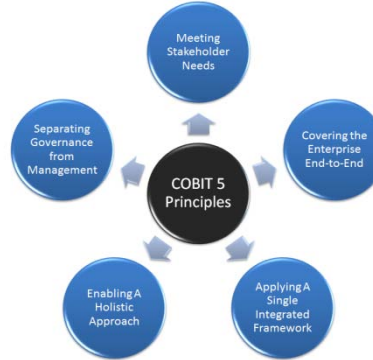 Meeting
Stakeholder
Needs
Separating
Governance
from
Management
Covering the
Enterprise
End-to-End
COBIT 5
Principles
Enabling A
Holistic
Approach
Applying A
Single
Integrated
Framework